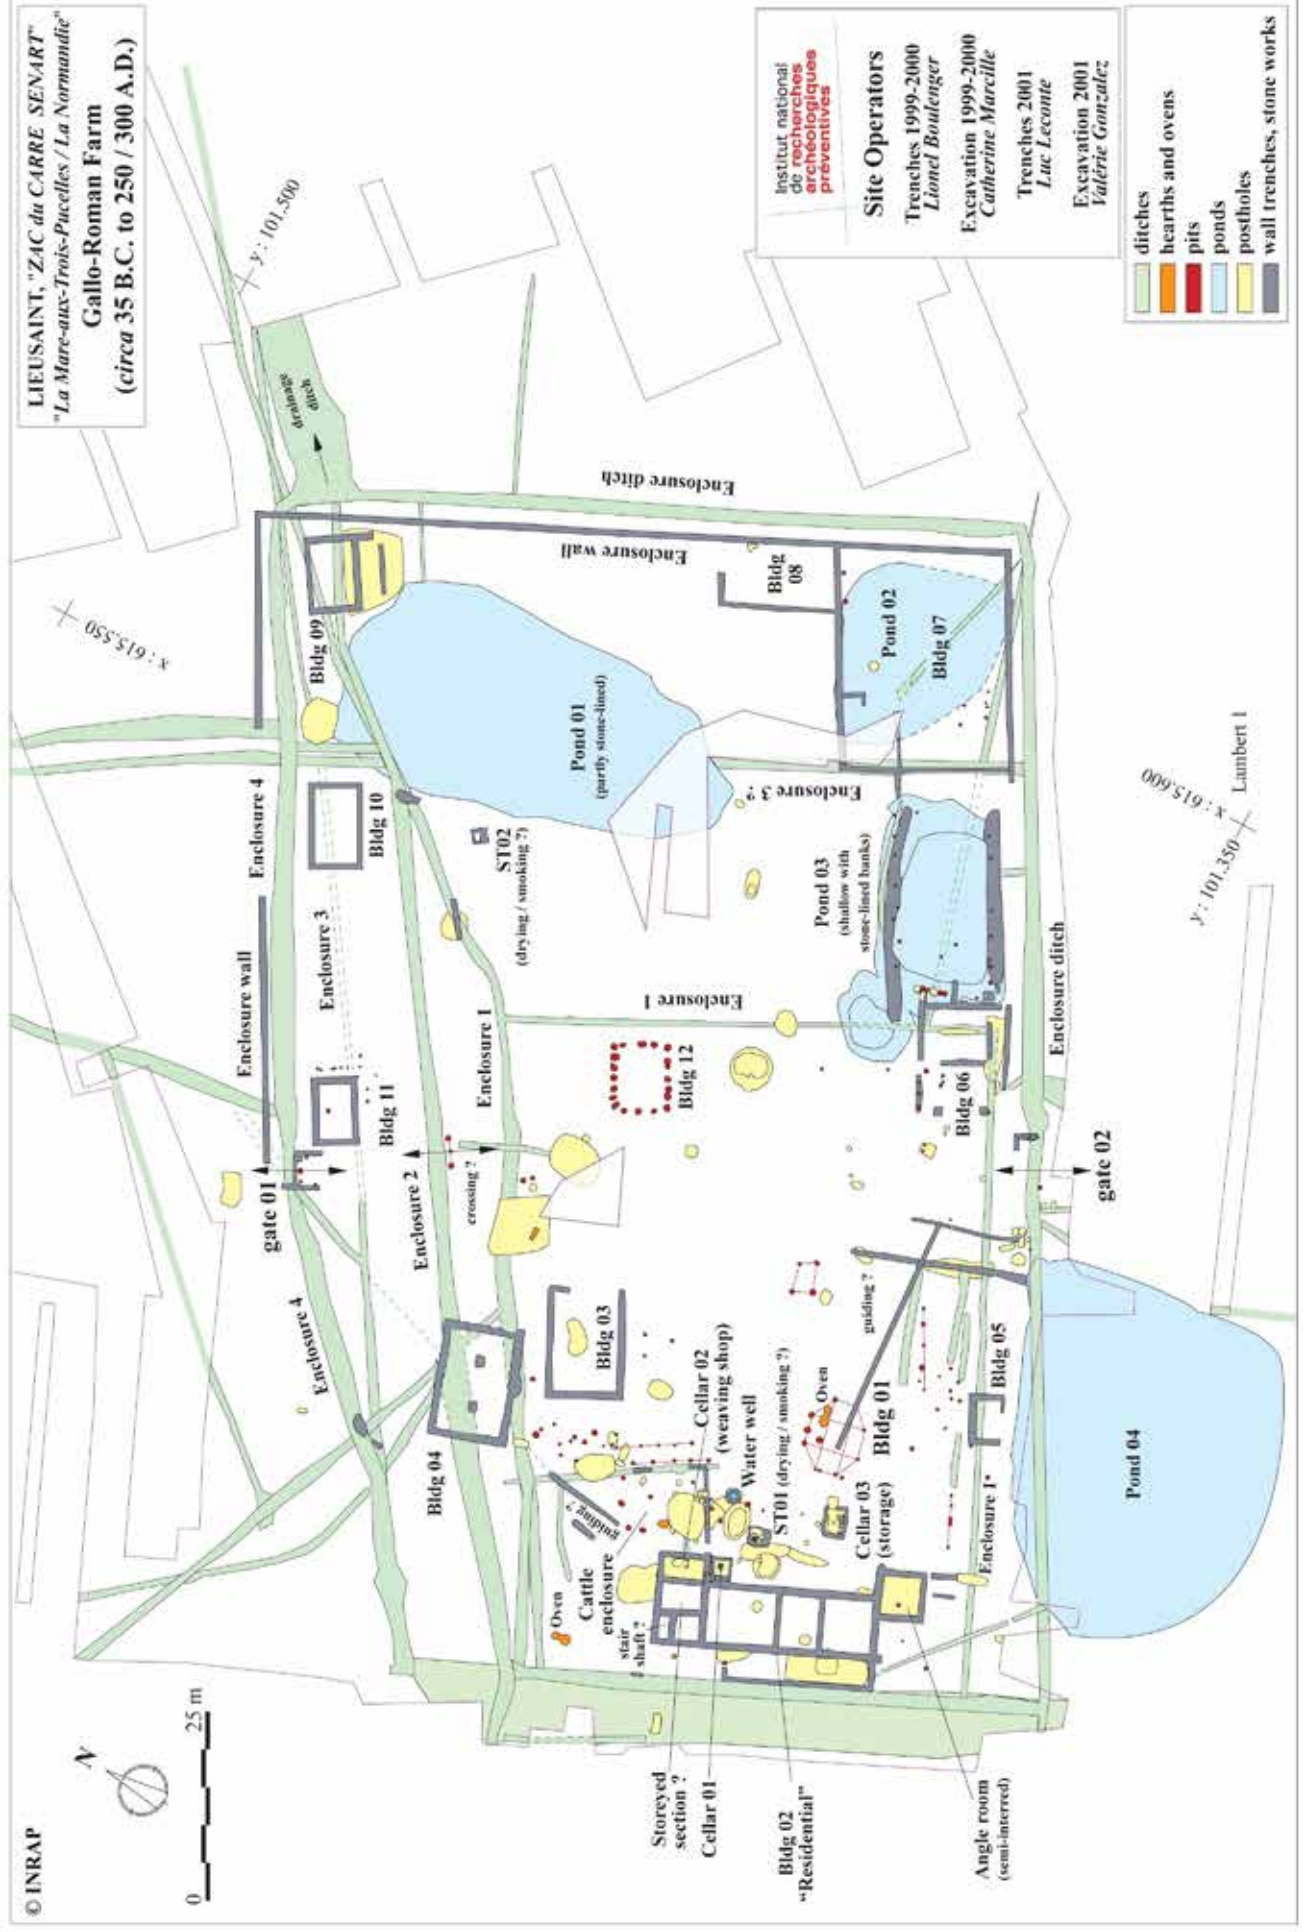 LIEUSAINT, "ZAC du CARRE SENART"
"La Mare-aux-Trois-Pucelles / La Normandie"
Gallo-Roman Farm
(circa 35 B.C. to 250 / 300 A.D.)
Institut national
de recherches
archéologiques
préventives
Site Operators
Trenches 1999-2000
Lionel Boulenger
Excavation 1999-2000
Catherine Marcille
Trenches 2001
Luc Leconte
Excavation 2001
Valérie Gonzalez
ditches
hearths and ovens
pits
ponds
postholes
wall trenches, stone works
© INRAP
N
0
25 m
x : 615.550
y : 101.500
x : 615.600
y : 101.350
Lambert 1
drainage
ditch
Enclosure ditch
Enclosure wall
Bldg 09
Bldg
08
Pond 02
Bldg 07
Pond 01
(partly stone-lined)
Enclosure 4
Bldg 10
Enclosure 3 ?
ST02
(drying / smoking ?)
Pond 03
(shallow with
stone-lined banks)
Enclosure wall
Enclosure 3
Enclosure 1
Enclosure 1
Enclosure ditch
Bldg 11
Bldg 12
Bldg 06
gate 01
Enclosure 2
crossing ?
gate 02
Enclosure 4
Bldg 03
guiding ?
Bldg 04
Cellar 02
(weaving shop)
Water well
ST01 (drying / smoking ?)
Oven
Bldg 01
Bldg 05
Cellar 03
(storage)
Enclosure 1
Pond 04
guiding ?
Cattle
enclosure
Oven
stair
shaft ?
Storeyed
section ?
Cellar 01
Bldg 02
“Residential”
Angle room
(semi-interred)